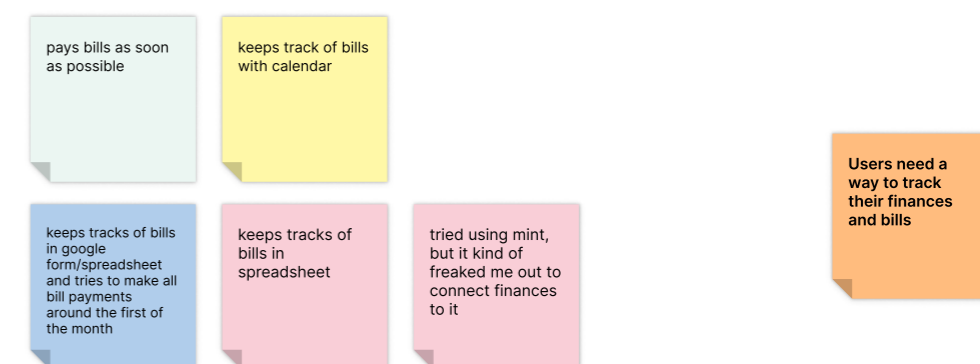 pays bills as soon
as possible
keeps track of bills
with calendar
Users need a
way to track
their finances
and bills
keeps tracks of bills
in google
form/spreadsheet
and tries to make all
bill payments
around the first of
the month
keeps tracks of
bills in
spreadsheet
tried using mint,
but it kind of
freaked me out to
connect finances
to it